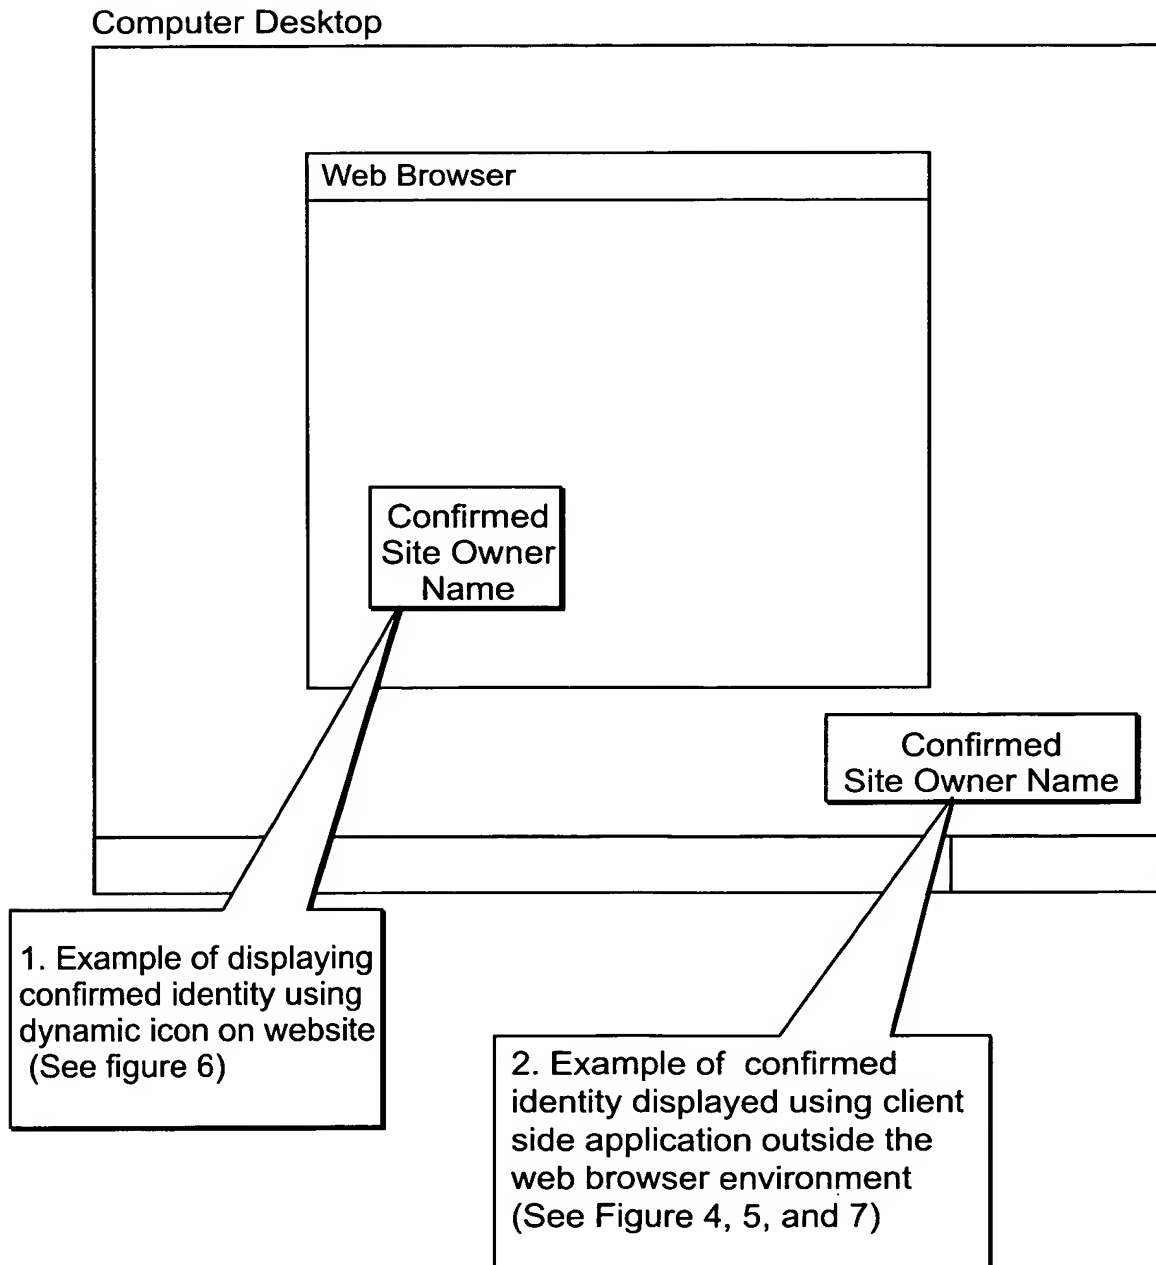 Computer Desktop
Web Browser
Confirmed
Site Owner
Name
Confirmed
Site Owner Name
1. Example of displaying
confirmed identity using
dynamic icon on website
(See figure 6)
2. Example of confirmed
identity displayed using client
side application outside the
web browser environment
(See Figure 4, 5, and 7)